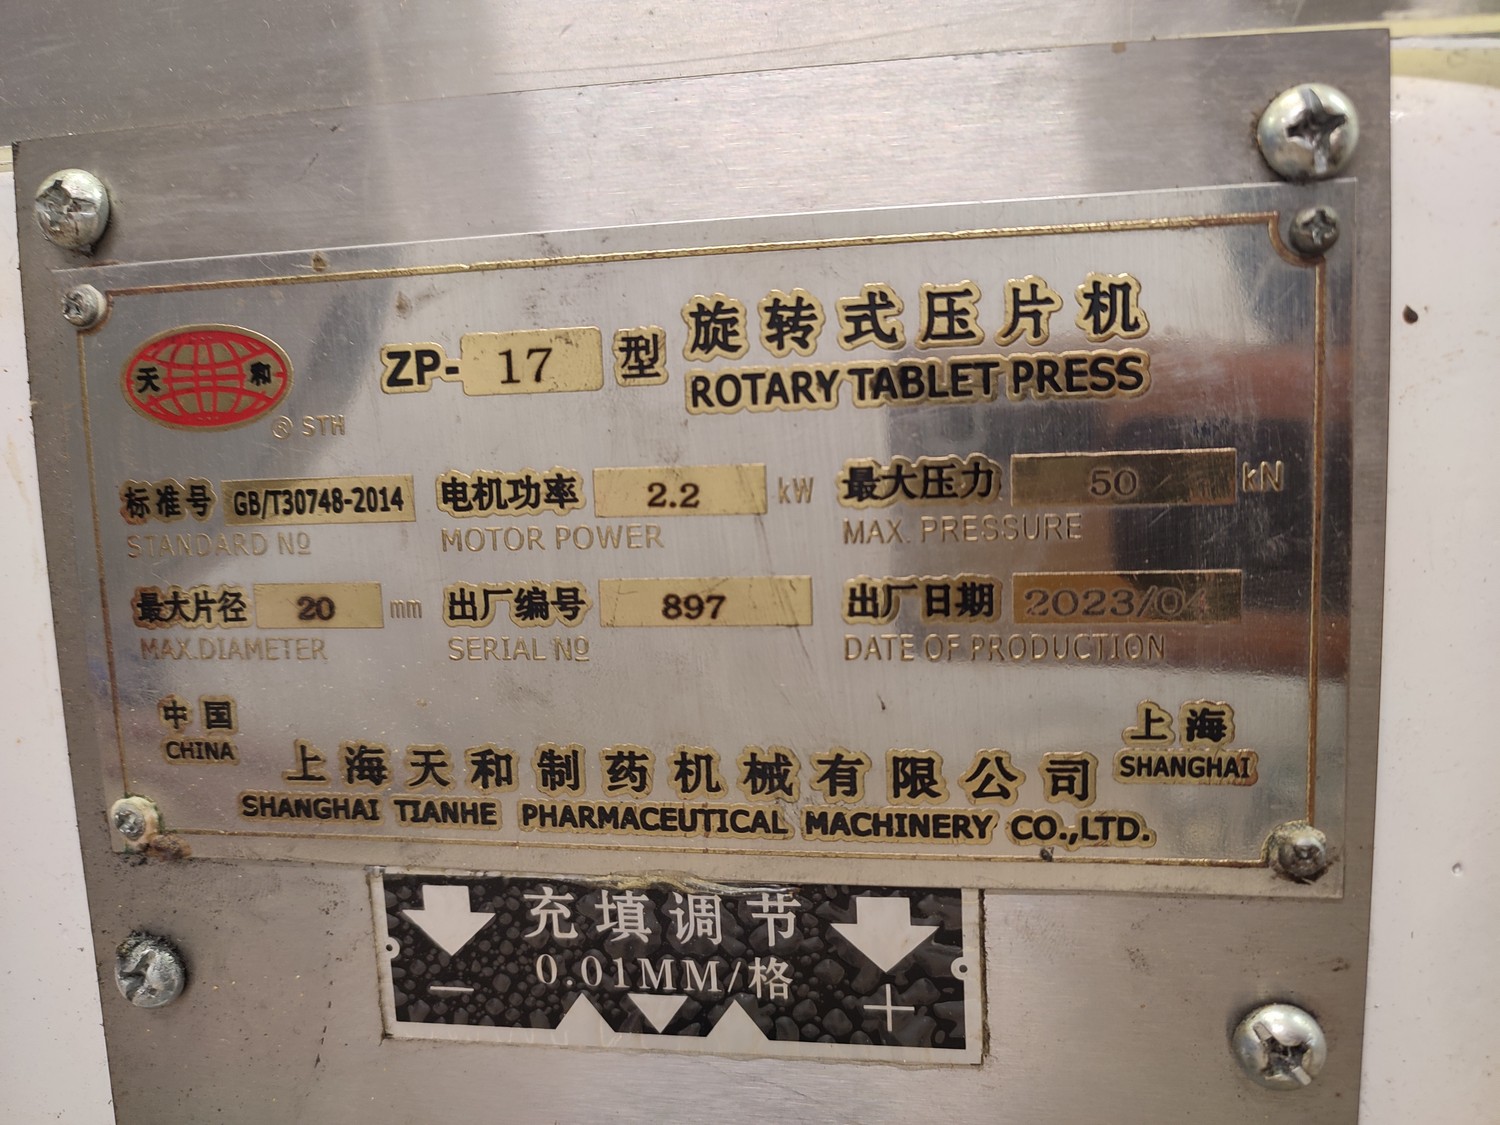 天 和
® STH
ZP- 17 型 旋转式压片机
ROTARY TABLET PRESS
标准号 GB/T30748-2014 电机功率 2.2 kW 最大压力 50 kN
STANDARD Nº MOTOR POWER MAX. PRESSURE
最大片径 20 mm 出厂编号 897 出厂日期 2023/04
MAX.DIAMETER SERIAL Nº DATE OF PRODUCTION
中国 上海
CHINA SHANGHAI
上海天和制药机械有限公司
SHANGHAI TIANHE PHARMACEUTICAL MACHINERY CO.,LTD.
充填调节
0.01MM/格
− +